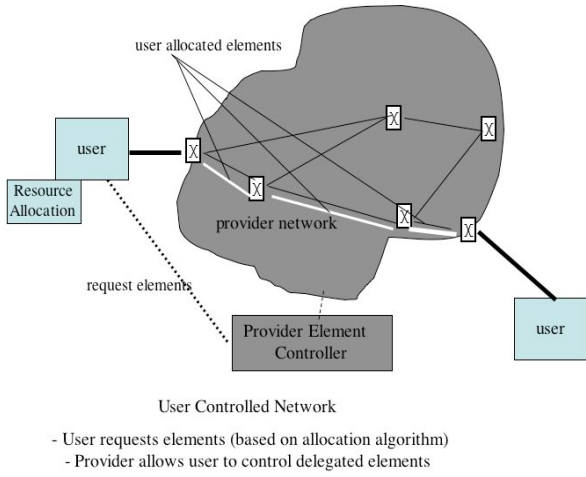 user allocated elements
user
Resource
Allocation
provider network
request elements
Provider Element
Controller
user
User Controlled Network
- User requests elements (based on allocation algorithm)
- Provider allows user to control delegated elements